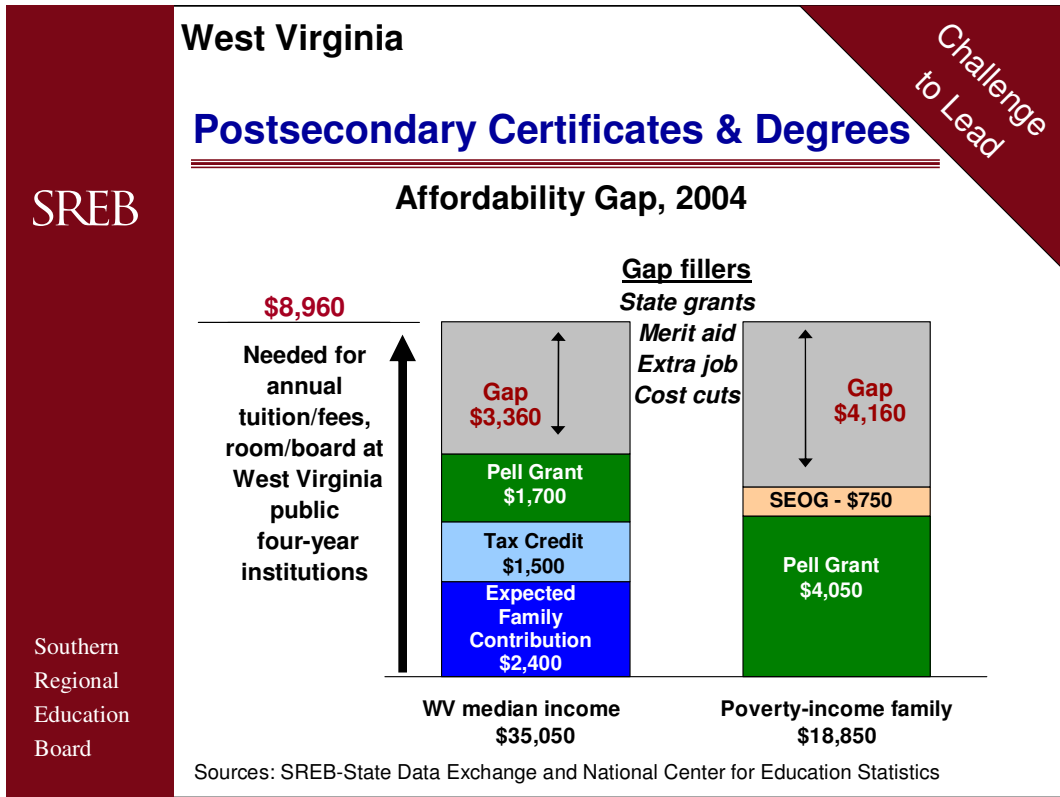 West Virginia
Challenge
to Lead
Postsecondary Certificates & Degrees
SREB
Affordability Gap, 2004
Gap fillers
State grants
Merit aid
Extra job
Cost cuts
$8,960
Needed for
annual
tuition/fees,
room/board at
West Virginia
public
four-year
institutions
Gap
$3,360
Pell Grant
$1,700
Tax Credit
$1,500
Expected
Family
Contribution
$2,400
Gap
$4,160
SEOG - $750
Pell Grant
$4,050
WV median income
$35,050
Poverty-income family
$18,850
Southern
Regional
Education
Board
Sources: SREB-State Data Exchange and National Center for Education Statistics